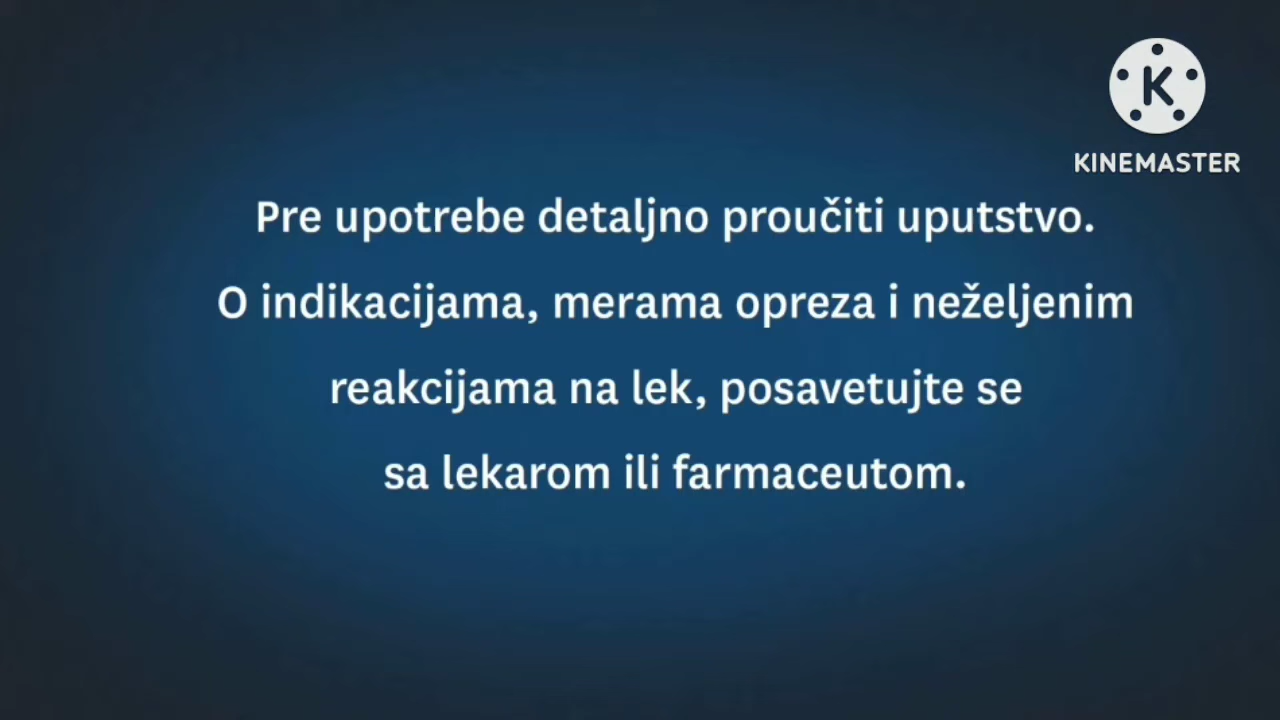 K
KINEMASTER
Pre upotrebe detaljno proučiti uputstvo.
O indikacijama, merama opreza i neželjenim
reakcijama na lek, posavetujte se
sa lekarom ili farmaceutom.